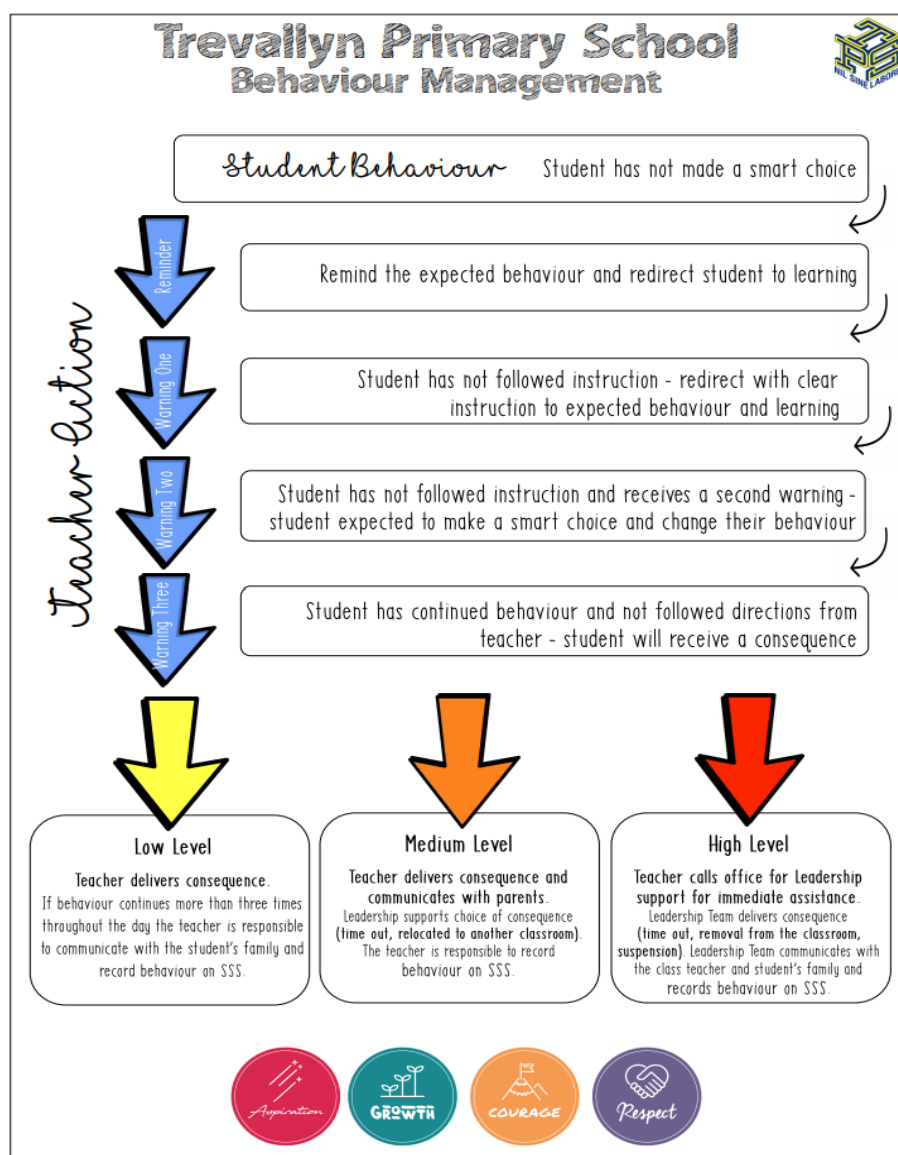 Trevallyn Primary School
Behaviour Management
TPS
NIL SINE LABORE
Student Behaviour Student has not made a smart choice
Teacher Action
Reminder
Remind the expected behaviour and redirect student to learning
Warning One
Student has not followed instruction - redirect with clear
instruction to expected behaviour and learning
Warning Two
Student has not followed instruction and receives a second warning -
student expected to make a smart choice and change their behaviour
Warning Three
Student has continued behaviour and not followed directions from
teacher - student will receive a consequence
Low Level
Teacher delivers consequence.
If behaviour continues more than three times
throughout the day the teacher is responsible
to communicate with the student's family and
record behaviour on SSS.
Medium Level
Teacher delivers consequence and
communicates with parents.
Leadership supports choice of consequence
(time out, relocated to another classroom).
The teacher is responsible to record
behaviour on SSS.
High Level
Teacher calls office for Leadership
support for immediate assistance.
Leadership Team delivers consequence
(time out, removal from the classroom,
suspension). Leadership Team communicates with
the class teacher and student's family and
records behaviour on SSS.
Aspiration
GROWTH
COURAGE
Respect